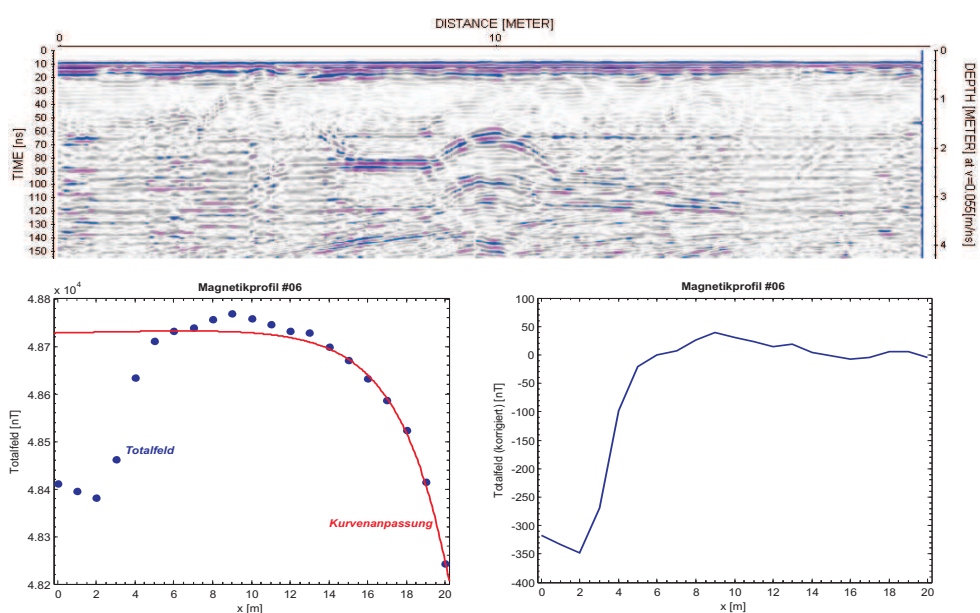 DISTANCE [METER]
0 10
TIME [ns]
0
10
20
30
40
50
60
70
80
90
100
110
120
130
140
150
DEPTH [METER] at v=0.055[m/ns]
0
1
2
3
4
Magnetikprofil #06
x 10⁴
Totalfeld [nT]
4.88
4.87
4.86
4.85
4.84
4.83
4.82
Totalfeld
Kurvenanpassung
0 2 4 6 8 10 12 14 16 18 20
x [m]
Magnetikprofil #06
Totalfeld (korrigiert) [nT]
100
50
0
-50
-100
-150
-200
-250
-300
-350
-400
0 2 4 6 8 10 12 14 16 18 20
x [m]